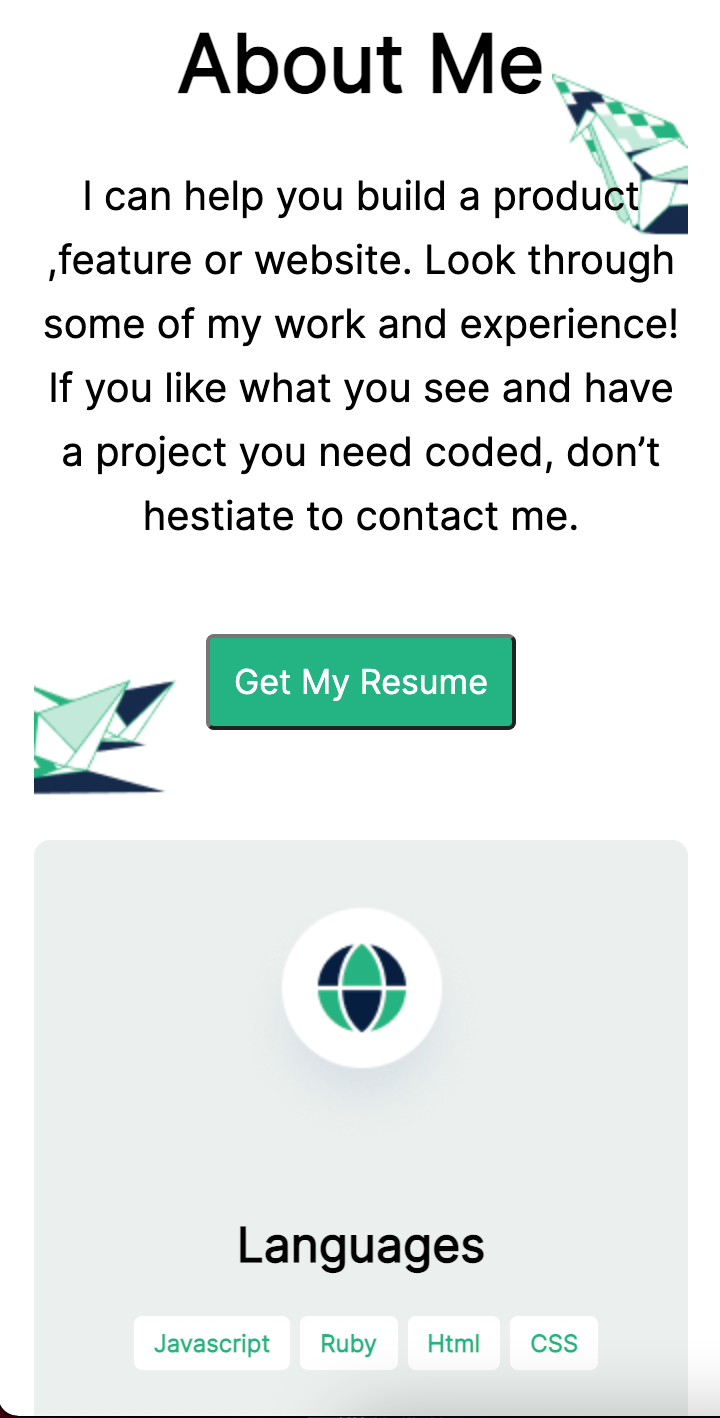 About Me
I can help you build a product
,feature or website. Look through
some of my work and experience!
If you like what you see and have
a project you need coded, don’t
hestiate to contact me.
Get My Resume
Languages
Javascript Ruby Html CSS